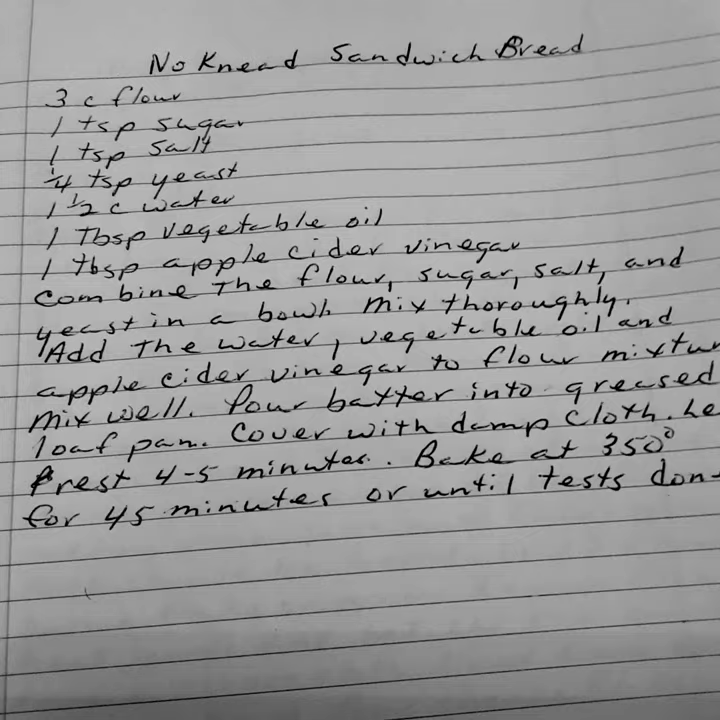 No Knead Sandwich Bread
3 c flour
1 tsp sugar
1 tsp Salt
1/4 tsp yeast
1 1/2 c water
1 Tbsp vegetable oil
1 tbsp apple cider vinegar
Combine The flour, sugar, salt, and
yeast in a bowl. Mix thoroughly.
Add The water, vegetable oil and
apple cider vinegar to flour mixtur
mix well. Pour batter into greased
loaf pan. Cover with damp cloth. Le
rest 4-5 minutes. Bake at 350°
for 45 minutes or until tests don